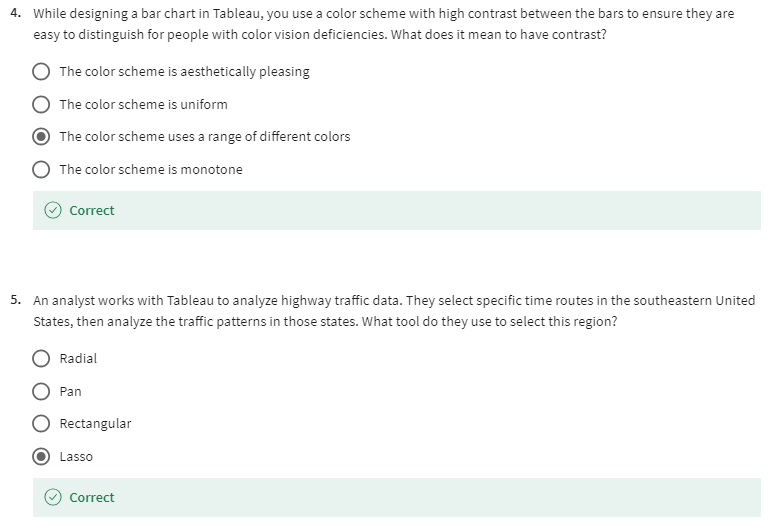 4. While designing a bar chart in Tableau, you use a color scheme with high contrast between the bars to ensure they are
easy to distinguish for people with color vision deficiencies. What does it mean to have contrast?
The color scheme is aesthetically pleasing
The color scheme is uniform
The color scheme uses a range of different colors
The color scheme is monotone
Correct
5. An analyst works with Tableau to analyze highway traffic data. They select specific time routes in the southeastern United
States, then analyze the traffic patterns in those states. What tool do they use to select this region?
Radial
Pan
Rectangular
Lasso
Correct